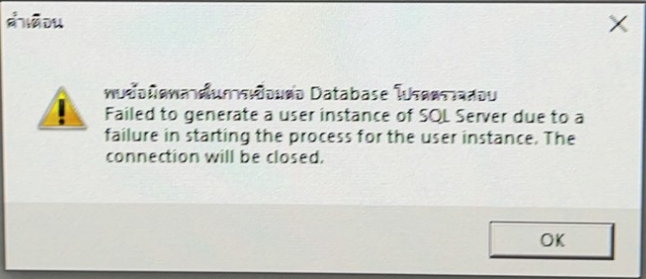 คำเตือน
พบข้อผิดพลาดในการเชื่อมต่อ Database โปรดตรวจสอบ
Failed to generate a user instance of SQL Server due to a
failure in starting the process for the user instance. The
connection will be closed.
OK